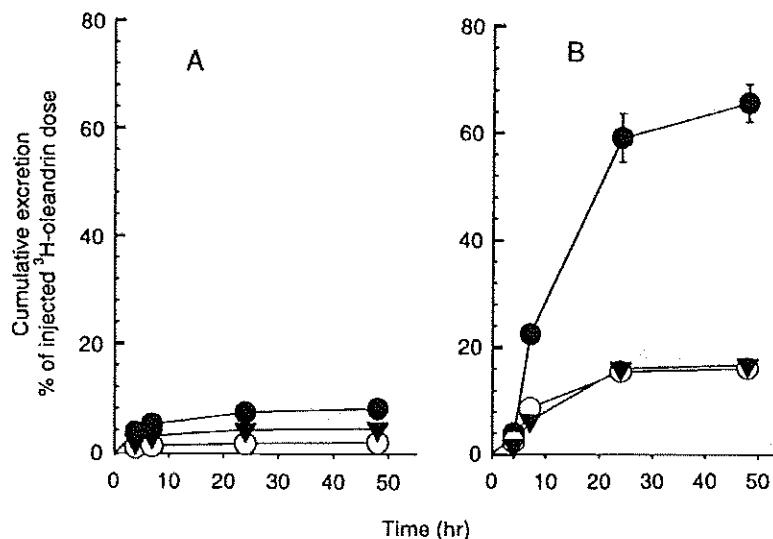 A
B
80
60
40
20
0
80
60
40
20
0
Cumulative excretion
% of injected ³H-oleandrin dose
0 10 20 30 40 50
0 10 20 30 40 50
Time (hr)